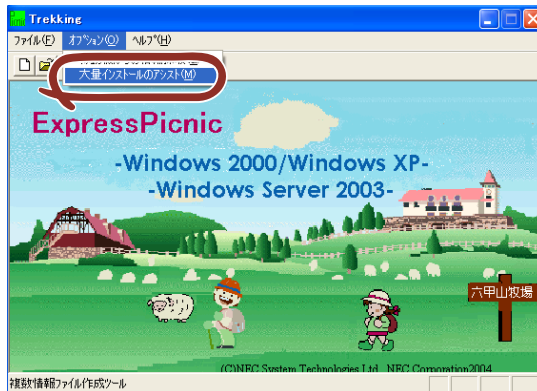 Trekking
ファイル(F) オプション(O) ヘルプ(H)
大量インストールのアシスト(M)
ExpressPicnic
-Windows 2000/Windows XP-
-Windows Server 2003-
六甲山牧場
(C)NEC System Technologies Ltd. NEC Corporation2004
複数情報ファイル作成ツール